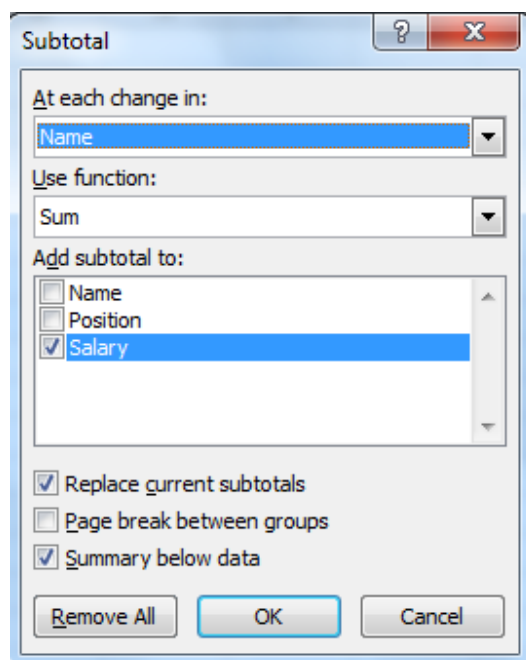 Subtotal
At each change in:
Name
Use function:
Sum
Add subtotal to:
Name
Position
Salary
Replace current subtotals
Page break between groups
Summary below data
Remove All OK Cancel